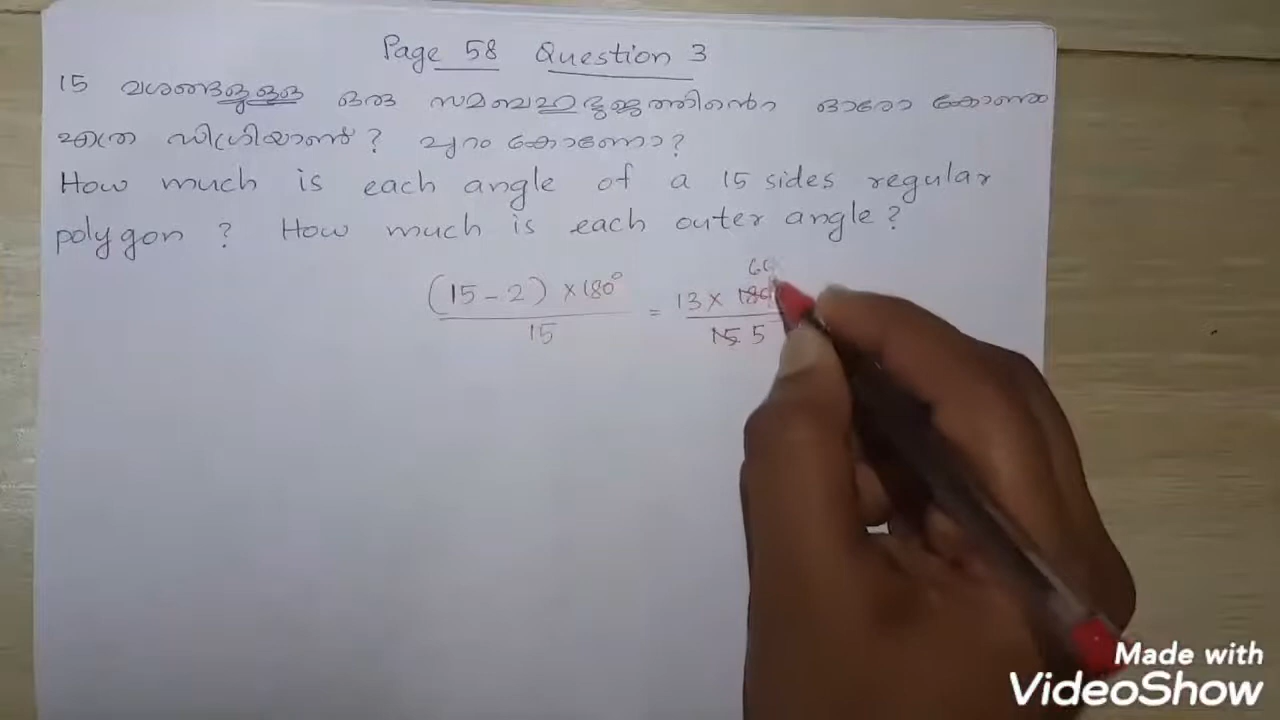 Page 58 Question 3
15 വശങ്ങളുള്ള ഒരു സമബഹുഭുജത്തിന്റെ ഓരോ കോണും
എത്ര ഡിഗ്രിയാണ്? പുറം കോണോ?
How much is each angle of a 15 sides regular
polygon ? How much is each outer angle ?
(15 - 2) × 180° / 15 = 13 × 180 60 / 15 5
Made with
VideoShow